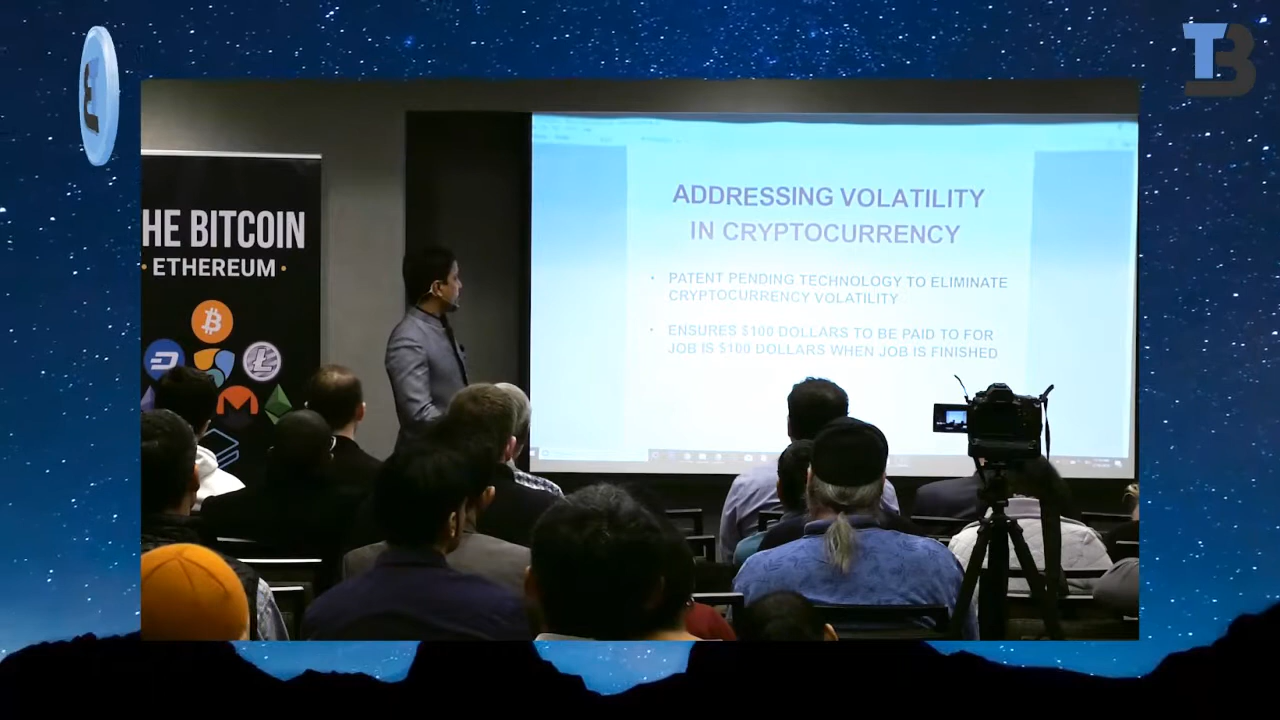 TB
HE BITCOIN
· ETHEREUM ·
ADDRESSING VOLATILITY
IN CRYPTOCURRENCY
• PATENT PENDING TECHNOLOGY TO ELIMINATE
CRYPTOCURRENCY VOLATILITY
• ENSURES $100 DOLLARS TO BE PAID TO FOR
JOB IS $100 DOLLARS WHEN JOB IS FINISHED